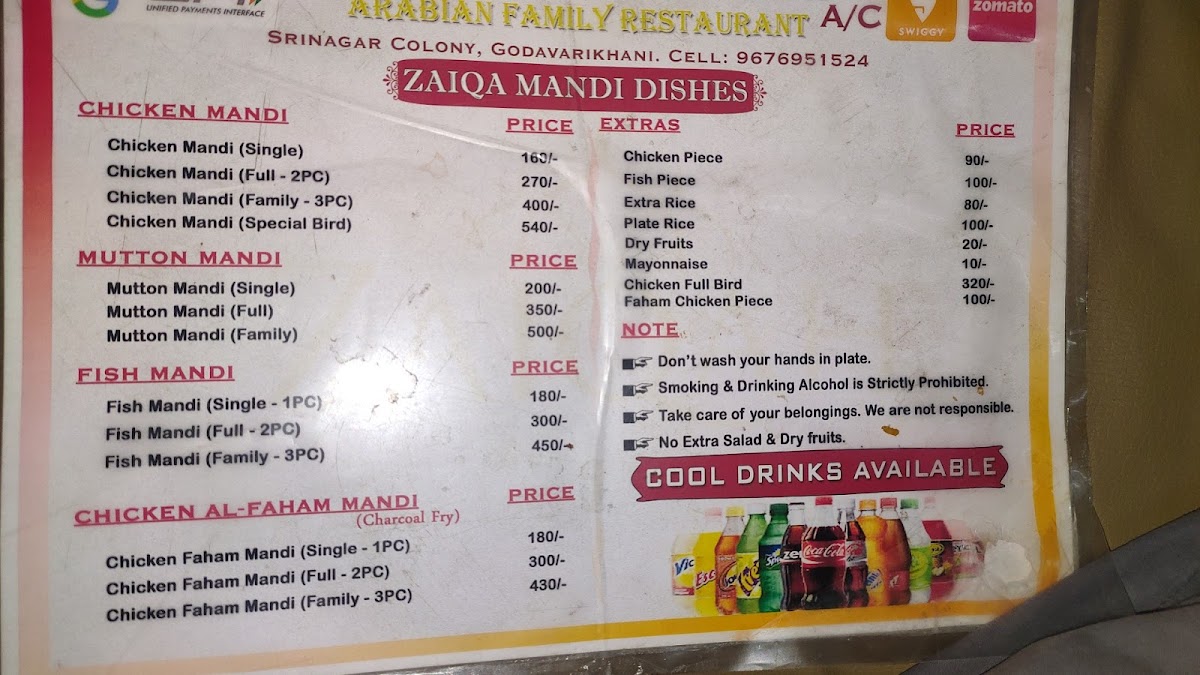 UNIFIED PAYMENTS INTERFACE
ARABIAN FAMILY RESTAURANT A/C
SWIGGY
zomato
SRINAGAR COLONY, GODAVARIKHANI. CELL: 9676951524
ZAIQA MANDI DISHES
CHICKEN MANDI PRICE
Chicken Mandi (Single) 160/-
Chicken Mandi (Full - 2PC) 270/-
Chicken Mandi (Family - 3PC) 400/-
Chicken Mandi (Special Bird) 540/-
MUTTON MANDI PRICE
Mutton Mandi (Single) 200/-
Mutton Mandi (Full) 350/-
Mutton Mandi (Family) 500/-
FISH MANDI PRICE
Fish Mandi (Single - 1PC) 180/-
Fish Mandi (Full - 2PC) 300/-
Fish Mandi (Family - 3PC) 450/-
CHICKEN AL-FAHAM MANDI PRICE
(Charcoal Fry)
Chicken Faham Mandi (Single - 1PC) 180/-
Chicken Faham Mandi (Full - 2PC) 300/-
Chicken Faham Mandi (Family - 3PC) 430/-
EXTRAS PRICE
Chicken Piece 90/-
Fish Piece 100/-
Extra Rice 80/-
Plate Rice 100/-
Dry Fruits 20/-
Mayonnaise 10/-
Chicken Full Bird 320/-
Faham Chicken Piece 100/-
NOTE
Don't wash your hands in plate.
Smoking & Drinking Alcohol is Strictly Prohibited.
Take care of your belongings. We are not responsible.
No Extra Salad & Dry fruits.
COOL DRINKS AVAILABLE
Coca-Cola